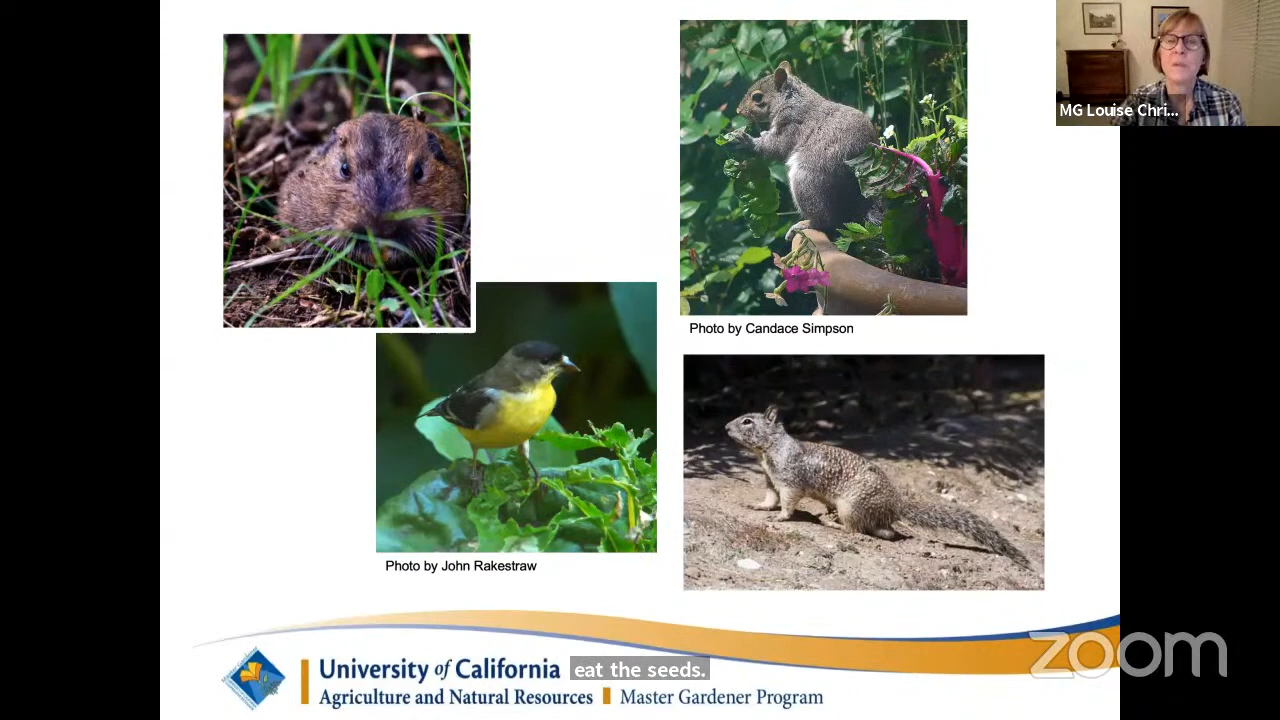 MG Louise Chri...
Photo by Candace Simpson
Photo by John Rakestraw
University of California
eat the seeds.
Agriculture and Natural Resources
Master Gardener Program
zoom